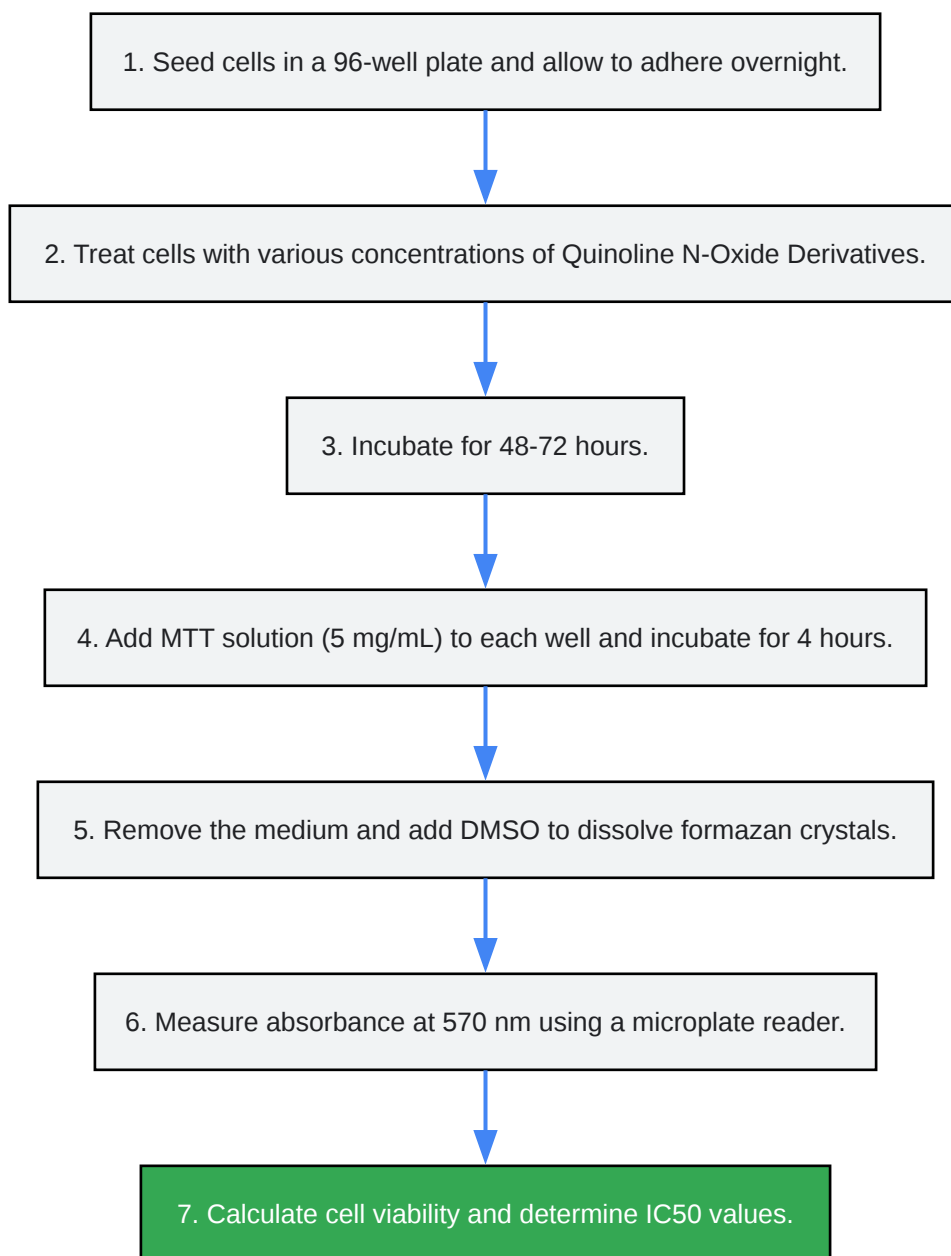 1. Seed cells in a 96-well plate and allow to adhere overnight.
2. Treat cells with various concentrations of Quinoline N-Oxide Derivatives.
3. Incubate for 48-72 hours.
4. Add MTT solution (5 mg/mL) to each well and incubate for 4 hours.
5. Remove the medium and add DMSO to dissolve formazan crystals.
6. Measure absorbance at 570 nm using a microplate reader.
7. Calculate cell viability and determine IC50 values.